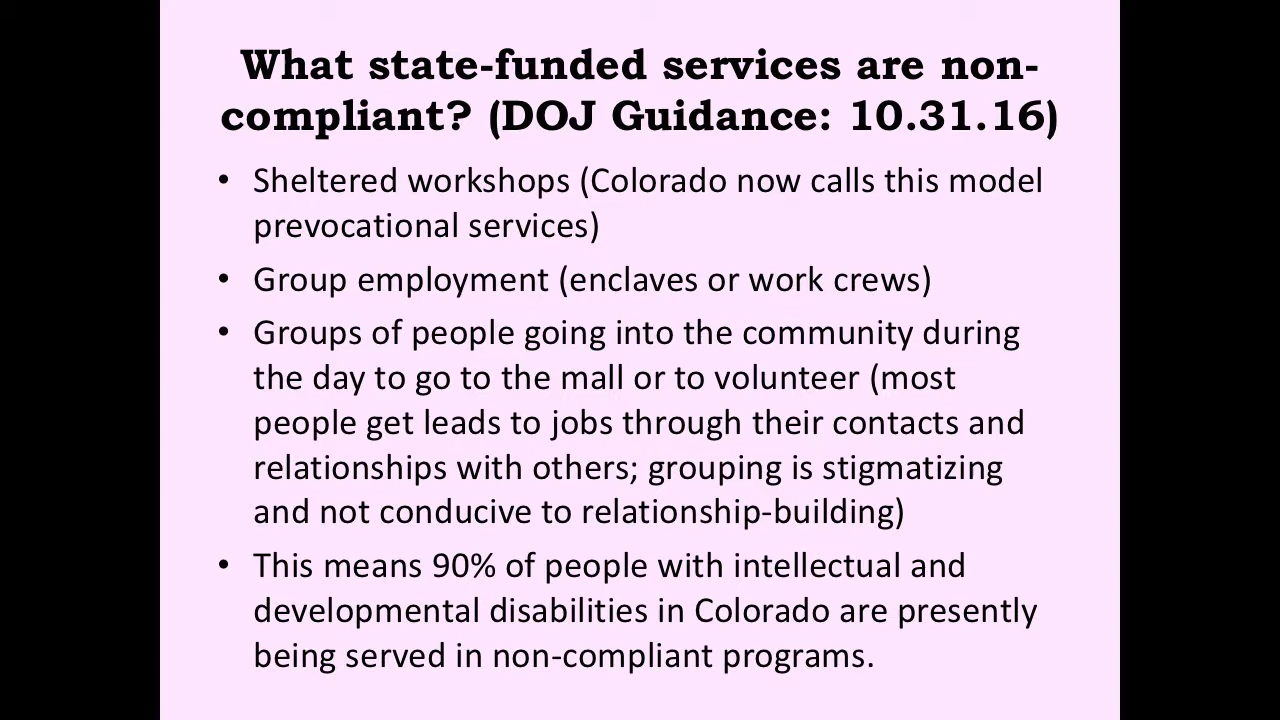 What state-funded services are non-
compliant? (DOJ Guidance: 10.31.16)
• Sheltered workshops (Colorado now calls this model
prevocational services)
• Group employment (enclaves or work crews)
• Groups of people going into the community during
the day to go to the mall or to volunteer (most
people get leads to jobs through their contacts and
relationships with others; grouping is stigmatizing
and not conducive to relationship-building)
• This means 90% of people with intellectual and
developmental disabilities in Colorado are presently
being served in non-compliant programs.